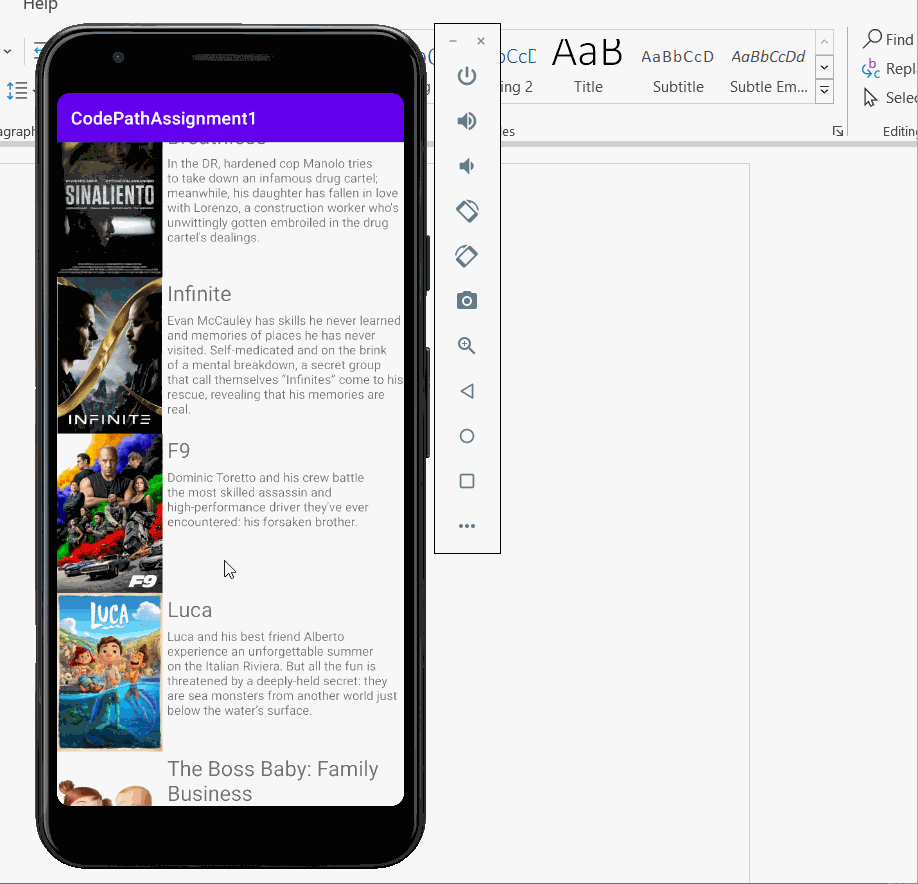 Help
Find
Repl
Selec
AaB
AaBbCcD
AaBbCcDd
Title
Subtitle
Subtle Em...
ing 2
agraph
es
Editing
CodePathAssignment1
Breathless
In the DR, hardened cop Manolo tries
to take down an infamous drug cartel;
meanwhile, his daughter has fallen in love
with Lorenzo, a construction worker who's
unwittingly gotten embroiled in the drug
cartel's dealings.
SINALIENTO
Infinite
Evan McCauley has skills he never learned
and memories of places he has never
visited. Self-medicated and on the brink
of a mental breakdown, a secret group
that call themselves “Infinites” come to his
rescue, revealing that his memories are
real.
INFINITE
F9
Dominic Toretto and his crew battle
the most skilled assassin and
high-performance driver they've ever
encountered: his forsaken brother.
F9
LUCA
Luca
Luca and his best friend Alberto
experience an unforgettable summer
on the Italian Riviera. But all the fun is
threatened by a deeply-held secret: they
are sea monsters from another world just
below the water’s surface.
The Boss Baby: Family
Business